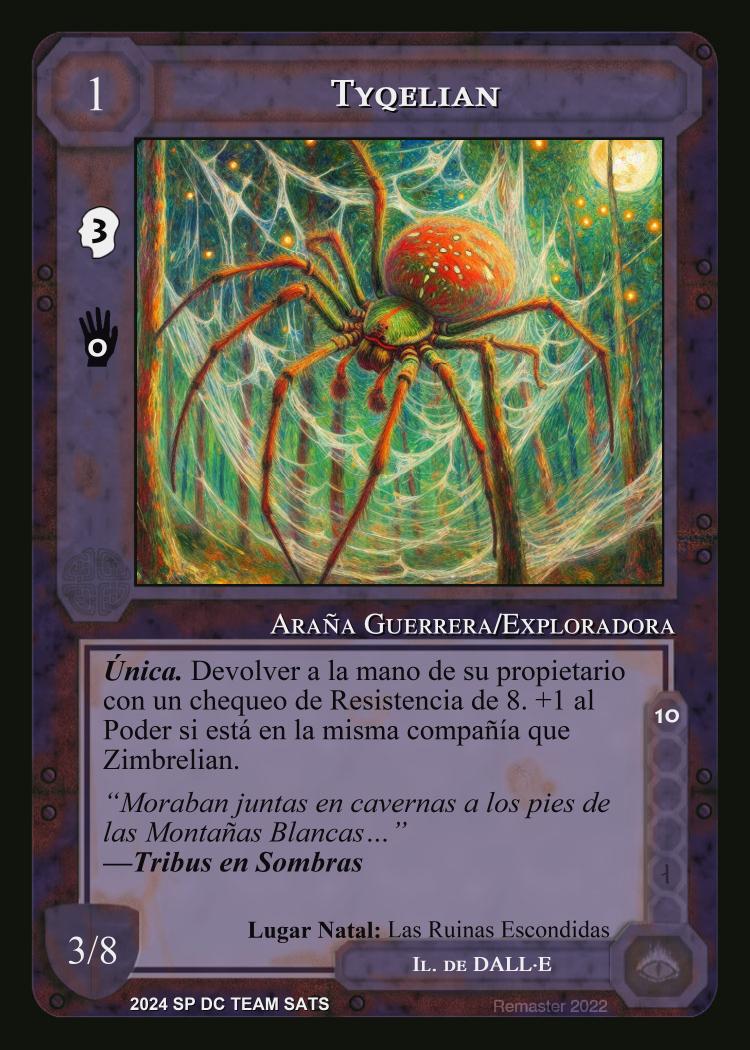 1
Tyqelian
3
0
Araña Guerrera/Exploradora
Única. Devolver a la mano de su propietario
con un chequeo de Resistencia de 8. +1 al
Poder si está en la misma compañía que
Zimbrelian.
10
“Moraban juntas en cavernas a los pies de
las Montañas Blancas…”
—Tribus en Sombras
Lugar Natal: Las Ruinas Escondidas
3/8
Il. de DALL·E
2024 SP DC TEAM SATS
Remaster 2022